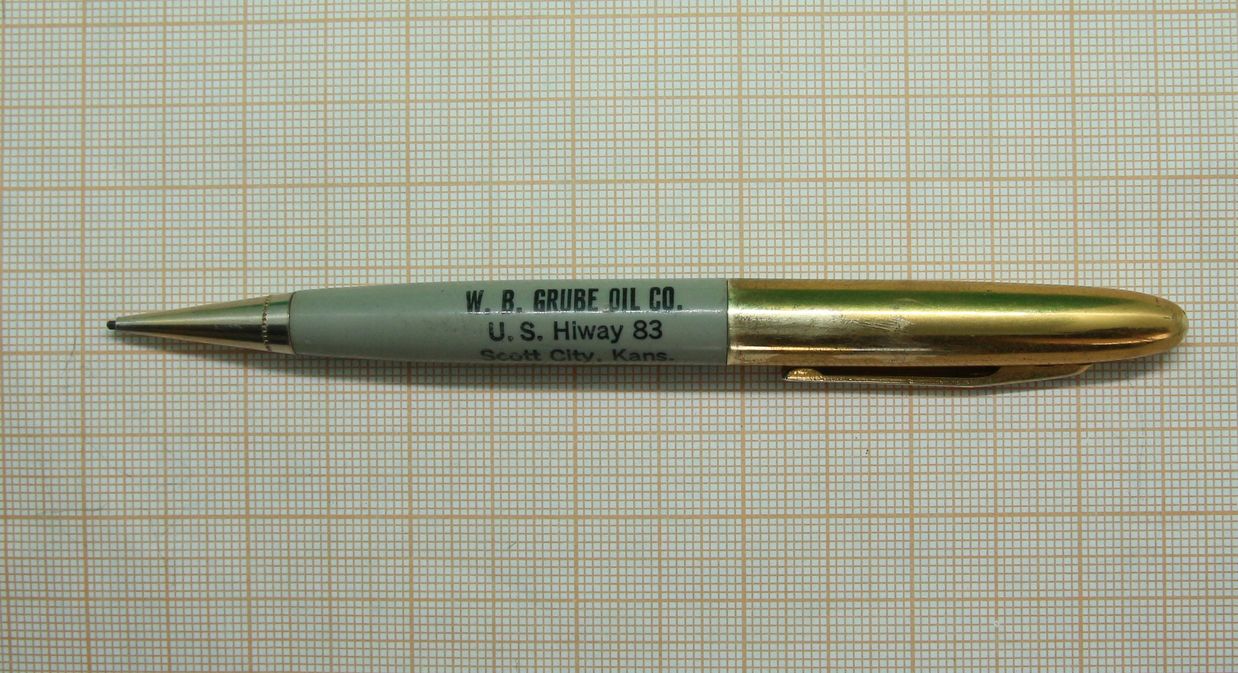 W. B. GRUBE OIL CO.
U. S. Hiway 83
Scott City, Kans.